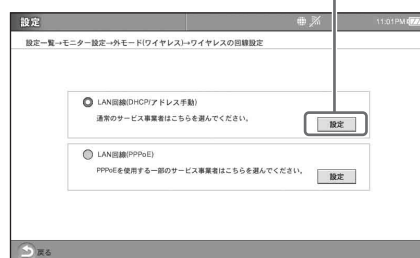 設定
11:01PM
設定一覧→モニター設定→外モード(ワイヤレス)→ワイヤレスの回線設定
LAN回線(DHCP/アドレス手動)
通常のサービス事業者はこちらを選んでください。
設定
LAN回線(PPPoE)
PPPoEを使用する一部のサービス事業者はこちらを選んでください。
設定
戻る